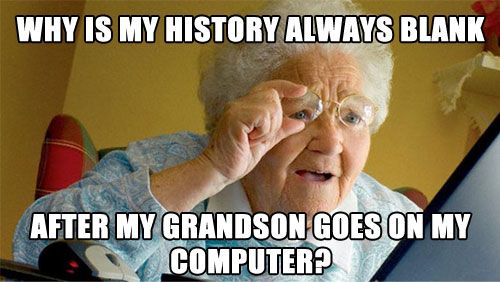 WHY IS MY HISTORY ALWAYS BLANK
AFTER MY GRANDSON GOES ON MY
COMPUTER?